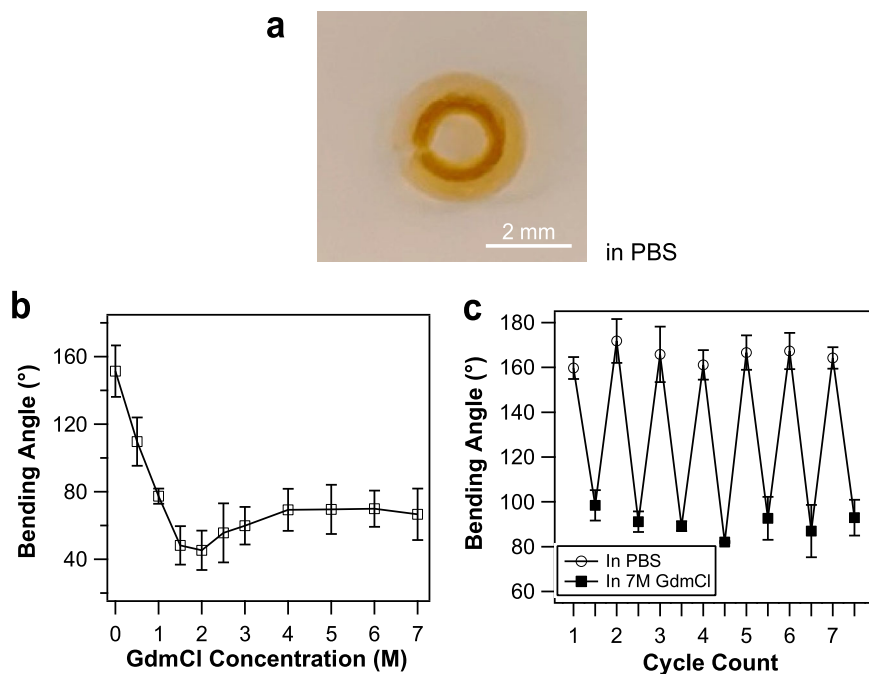 a
2 mm
in PBS
b
160
120
80
40
Bending Angle (°)
0 1 2 3 4 5 6 7
GdmCl Concentration (M)
c
180
160
140
120
100
80
60
Bending Angle (°)
In PBS
In 7M GdmCl
1 2 3 4 5 6 7
Cycle Count